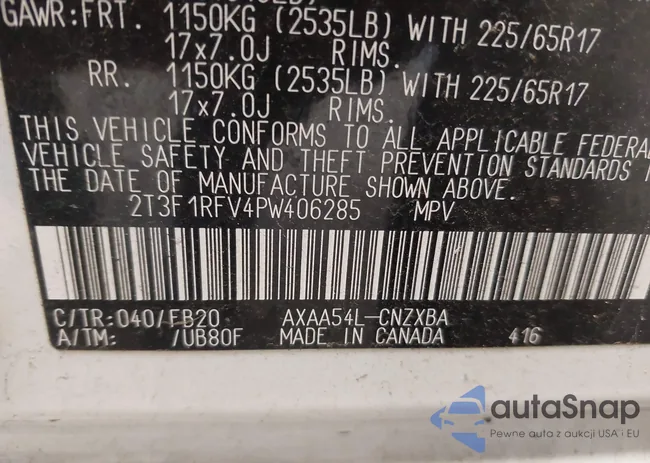 GAWR:FRT. 1150KG (2535LB) WITH 225/65R17
17x7.0J RIMS.
RR. 1150KG (2535LB) WITH 225/65R17
17x7.0J RIMS.
THIS VEHICLE CONFORMS TO ALL APPLICABLE FEDERA
VEHICLE SAFETY AND THEFT PREVENTION STANDARDS
THE DATE OF MANUFACTURE SHOWN ABOVE.
2T3F1RFV4PW406285 MPV
C/TR:040/FB20 AXAA54L-CNZXBA
A/TM: /UB80F MADE IN CANADA 416
autaSnap
Pewne auta z aukcji USA i EU